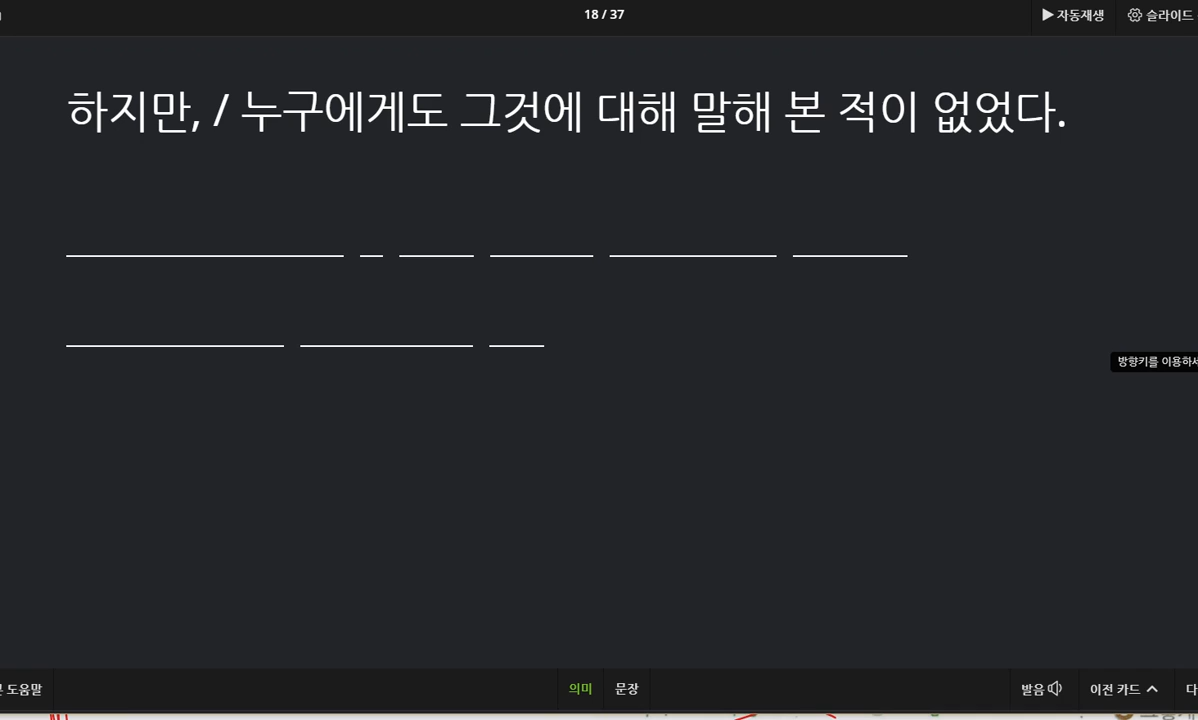 18 / 37
자동재생
슬라이드
하지만, / 누구에게도 그것에 대해 말해 본 적이 없었다.
방향키를 이용하
도움말
의미
문장
발음
이전 카드
다